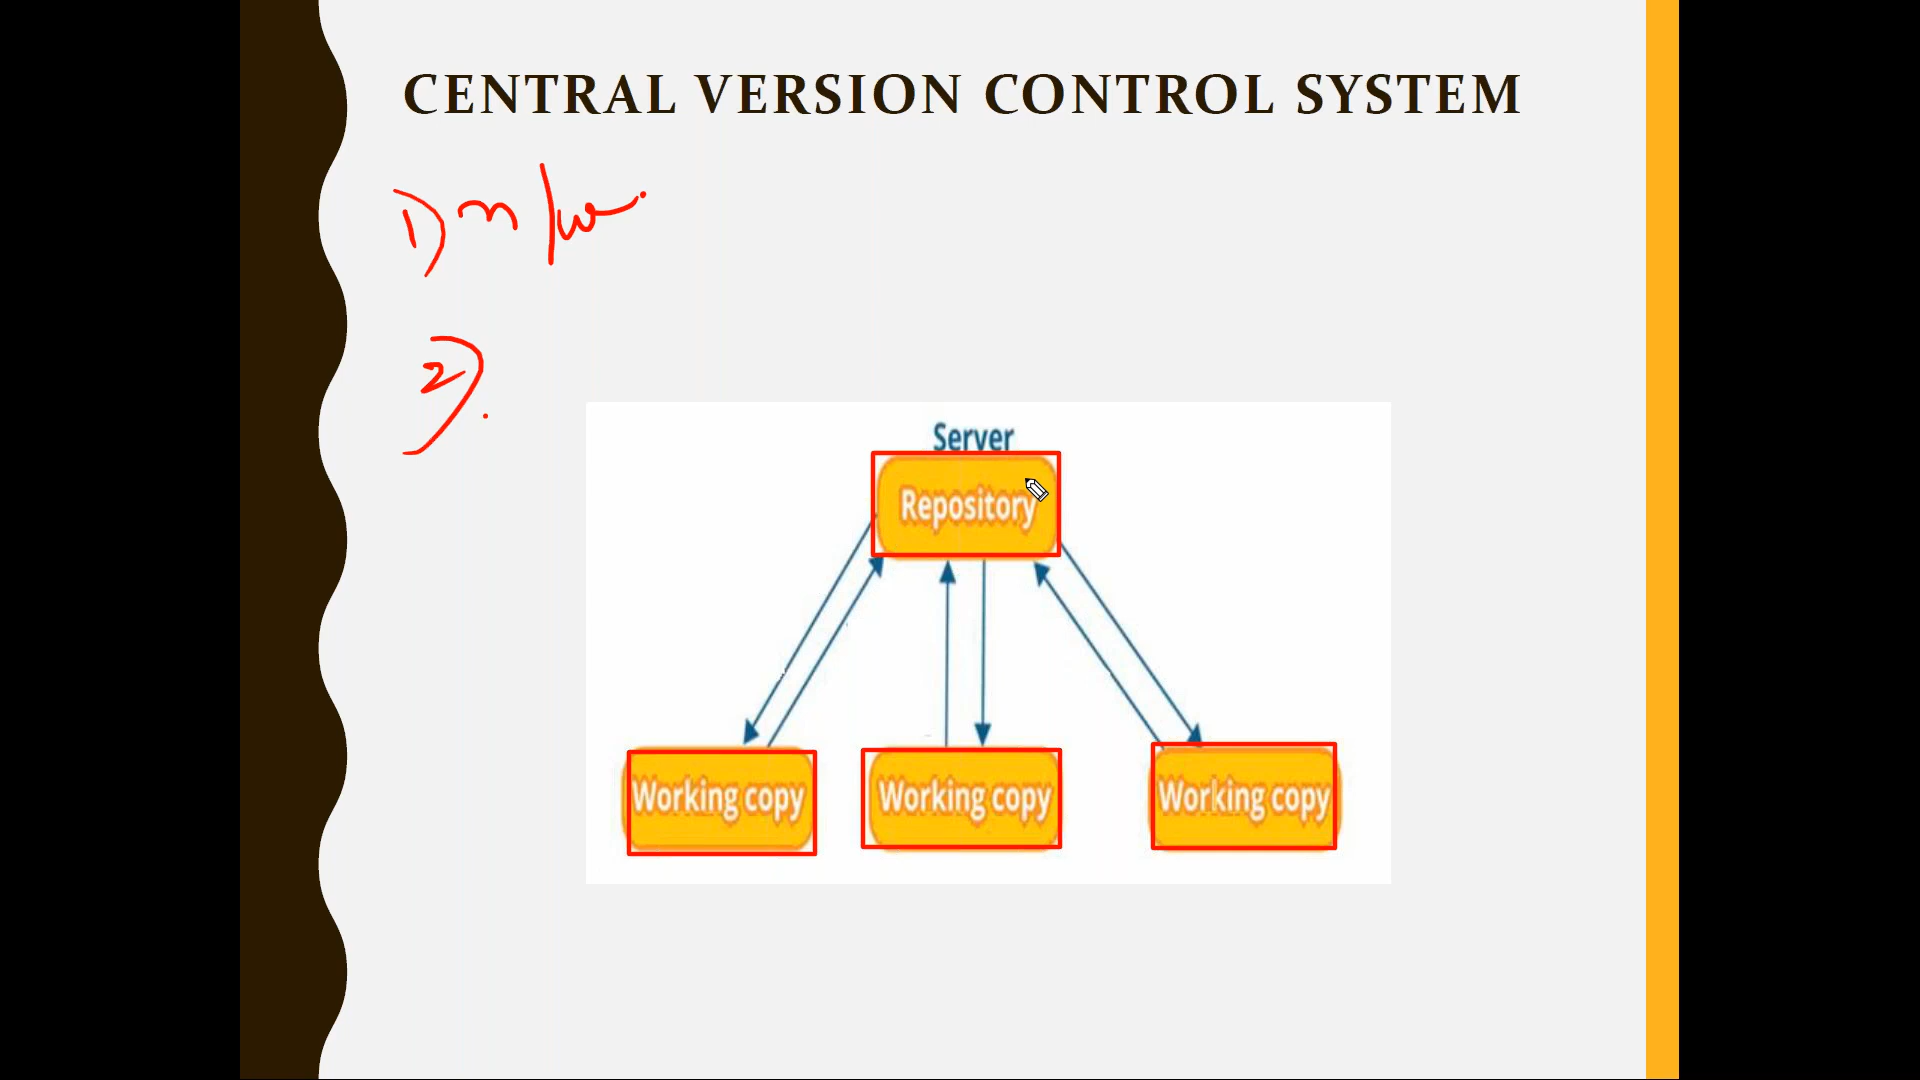 CENTRAL VERSION CONTROL SYSTEM
1) n/w
2)
Server
Repository
Working copy Working copy Working copy